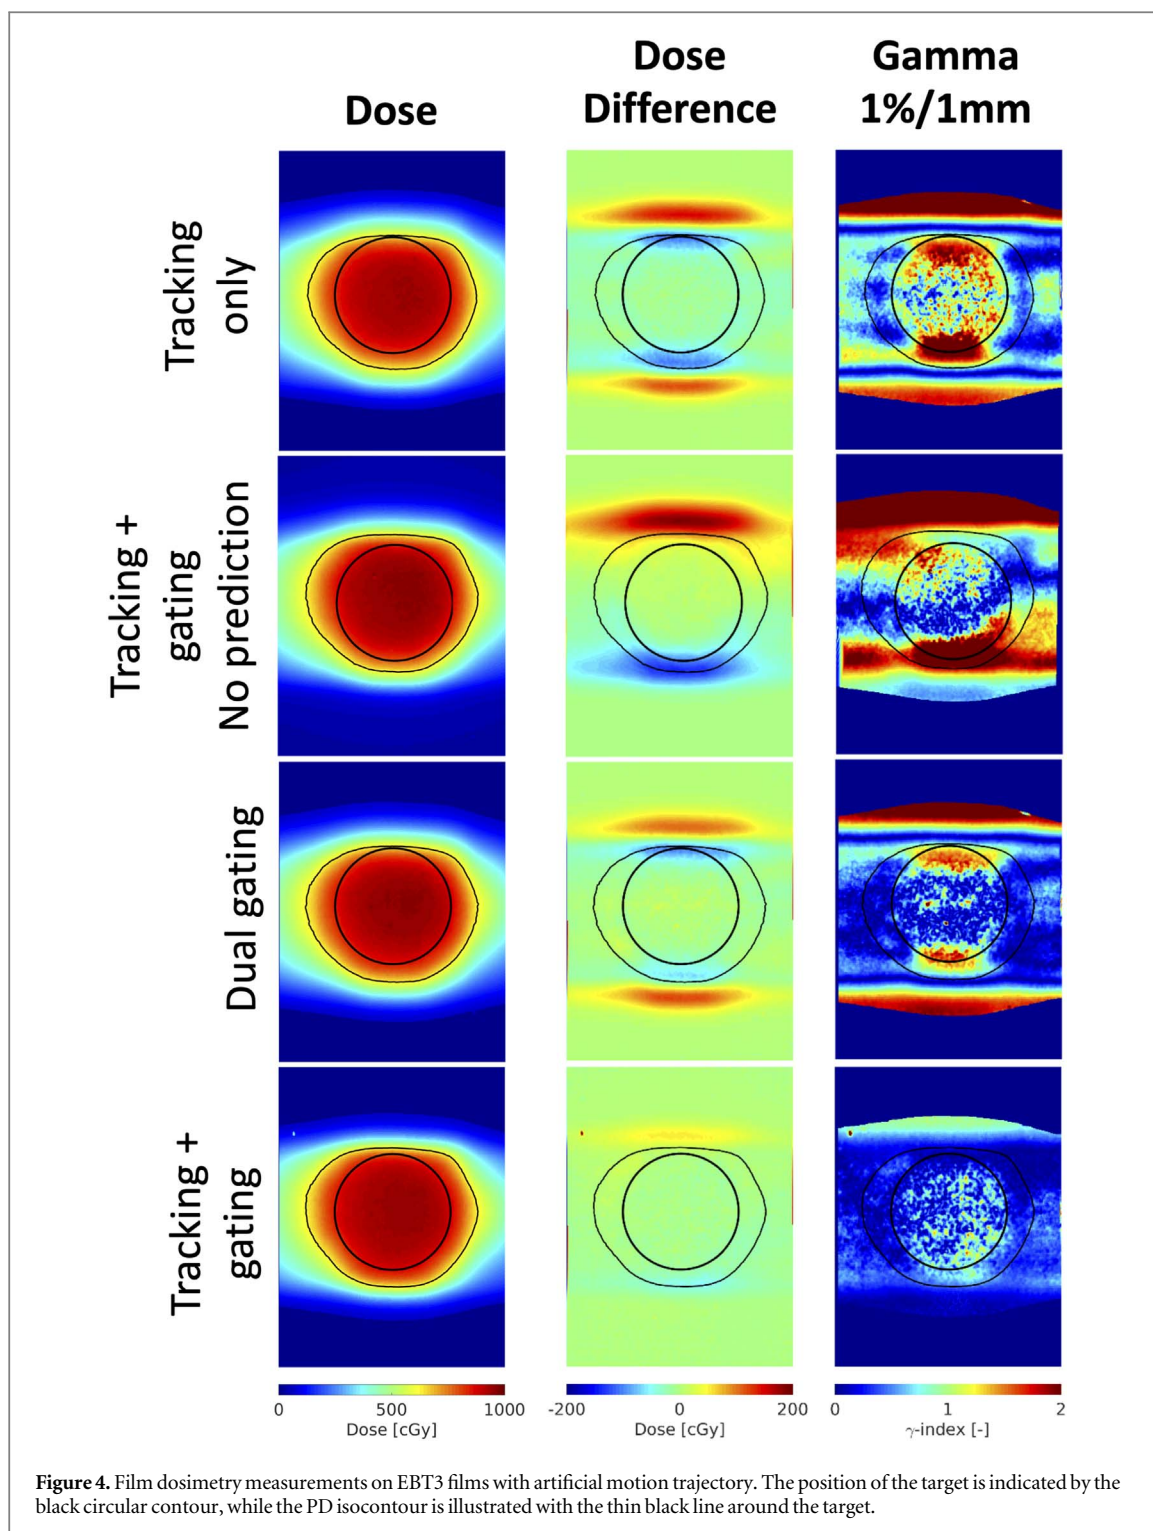 Dose
Dose
Difference
Gamma
1%/1mm
Tracking
only
Tracking +
gating
No prediction
Dual gating
Tracking +
gating
0 500 1000
Dose [cGy]
-200 0 200
Dose [cGy]
0 1 2
γ-index [-]
Figure 4. Film dosimetry measurements on EBT3 films with artificial motion trajectory. The position of the target is indicated by the
black circular contour, while the PD isocontour is illustrated with the thin black line around the target.